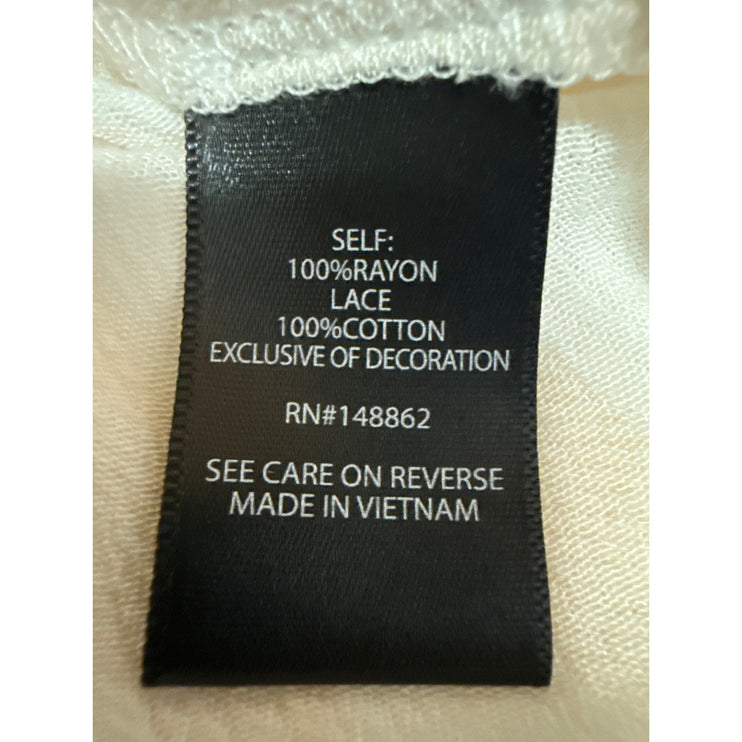 SELF:
100%RAYON
LACE
100%COTTON
EXCLUSIVE OF DECORATION
RN#148862
SEE CARE ON REVERSE
MADE IN VIETNAM